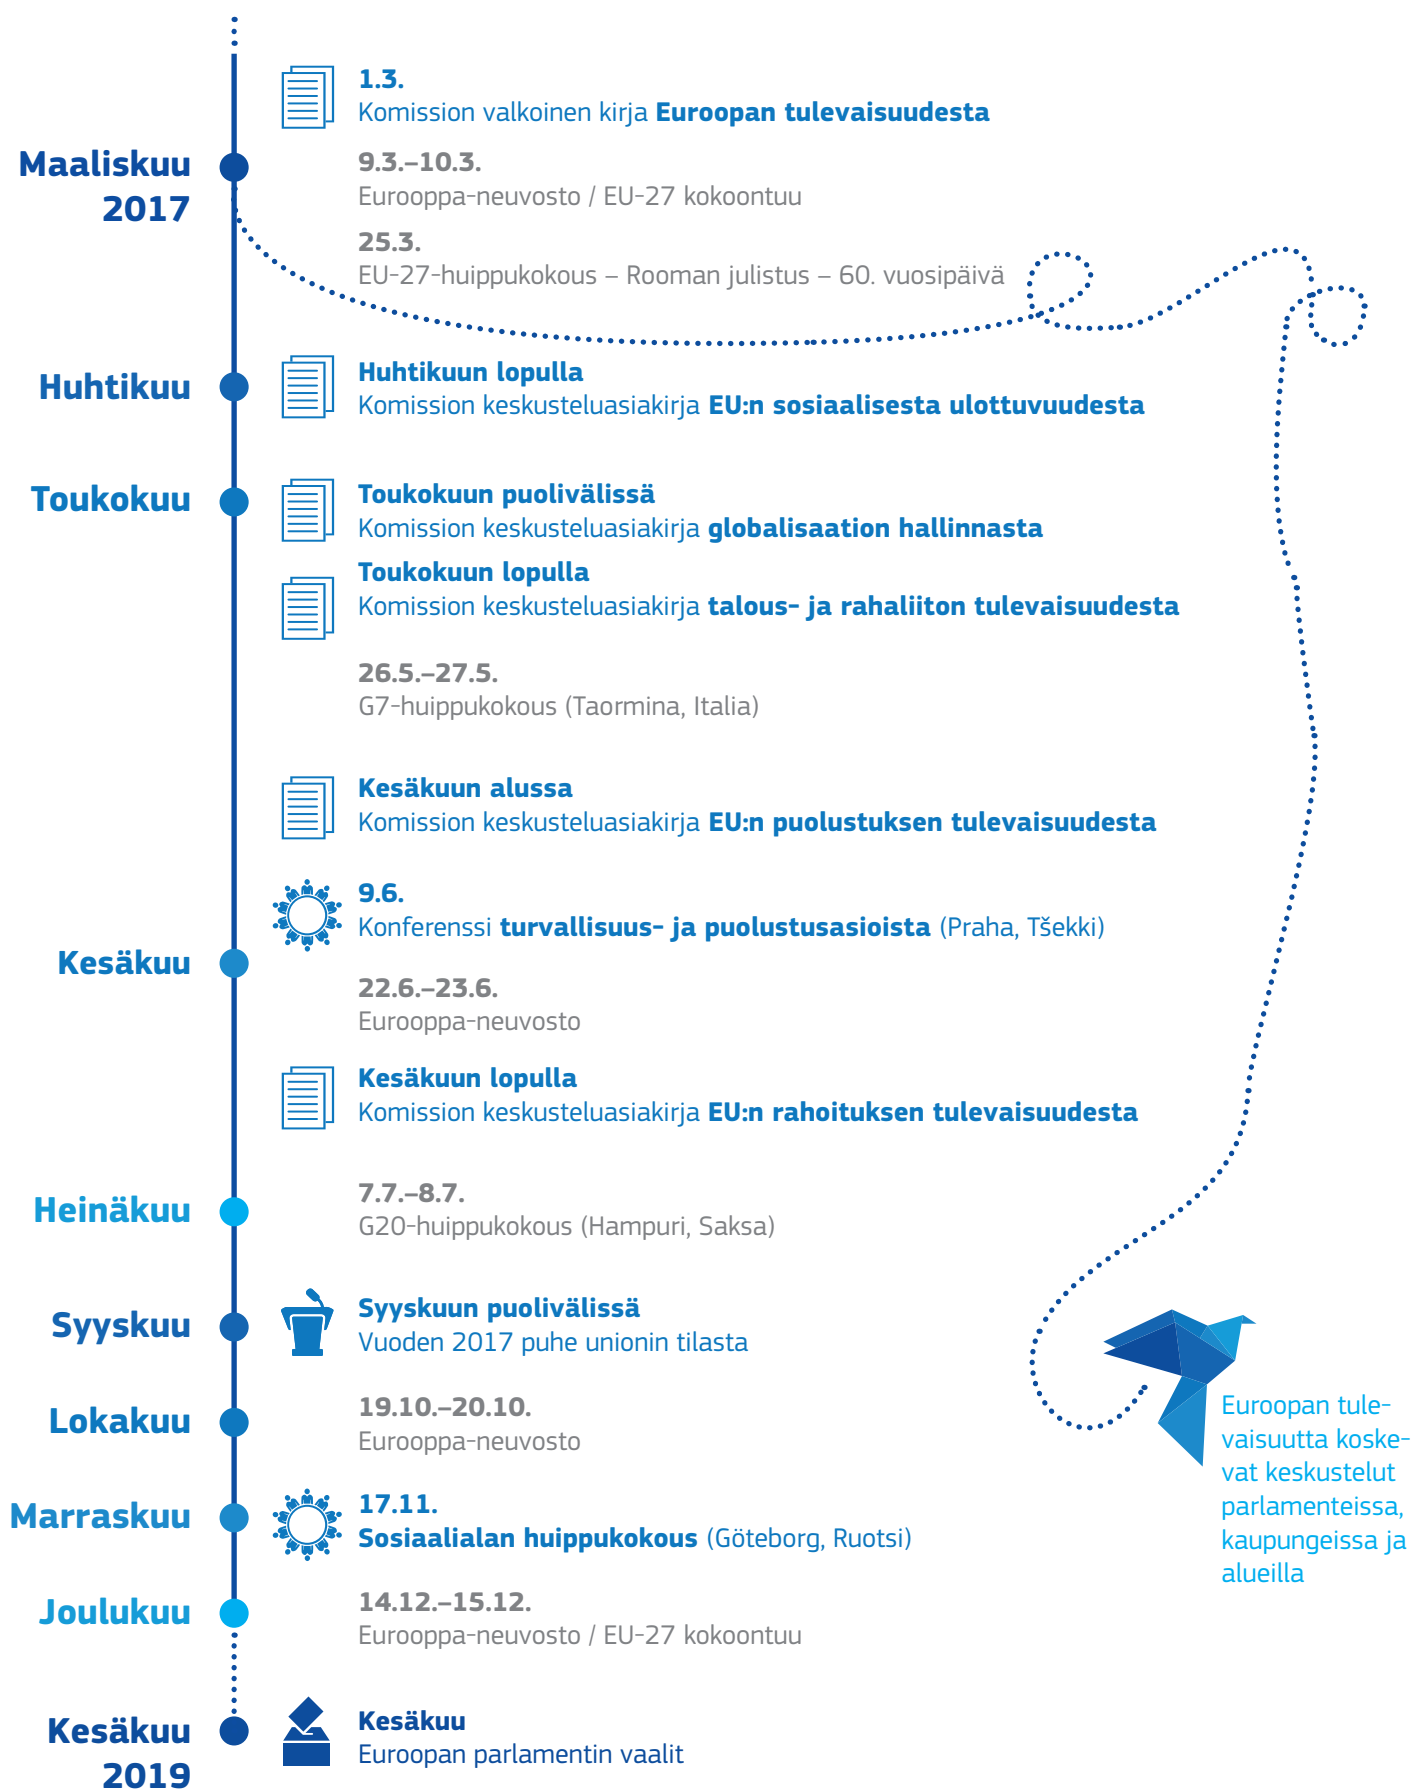 1.3.
Komission valkoinen kirja Euroopan tulevaisuudesta
Maaliskuu
2017
9.3.–10.3.
Eurooppa-neuvosto / EU-27 kokoontuu
25.3.
EU-27-huippukokous – Rooman julistus – 60. vuosipäivä
Huhtikuu
Huhtikuun lopulla
Komission keskusteluasiakirja EU:n sosiaalisesta ulottuvuudesta
Toukokuu
Toukokuun puolivälissä
Komission keskusteluasiakirja globalisaation hallinnasta
Toukokuun lopulla
Komission keskusteluasiakirja talous- ja rahaliiton tulevaisuudesta
26.5.–27.5.
G7-huippukokous (Taormina, Italia)
Kesäkuun alussa
Komission keskusteluasiakirja EU:n puolustuksen tulevaisuudesta
9.6.
Konferenssi turvallisuus- ja puolustusasioista (Praha, Tšekki)
Kesäkuu
22.6.–23.6.
Eurooppa-neuvosto
Kesäkuun lopulla
Komission keskusteluasiakirja EU:n rahoituksen tulevaisuudesta
Heinäkuu
7.7.–8.7.
G20-huippukokous (Hampuri, Saksa)
Syyskuu
Syyskuun puolivälissä
Vuoden 2017 puhe unionin tilasta
Lokakuu
19.10.–20.10.
Eurooppa-neuvosto
Marraskuu
17.11.
Sosiaalialan huippukokous (Göteborg, Ruotsi)
Joulukuu
14.12.–15.12.
Eurooppa-neuvosto / EU-27 kokoontuu
Kesäkuu
2019
Kesäkuu
Euroopan parlamentin vaalit
Euroopan tule-
vaisuutta koske-
vat keskustelut
parlamenteissa,
kaupungeissa ja
alueilla